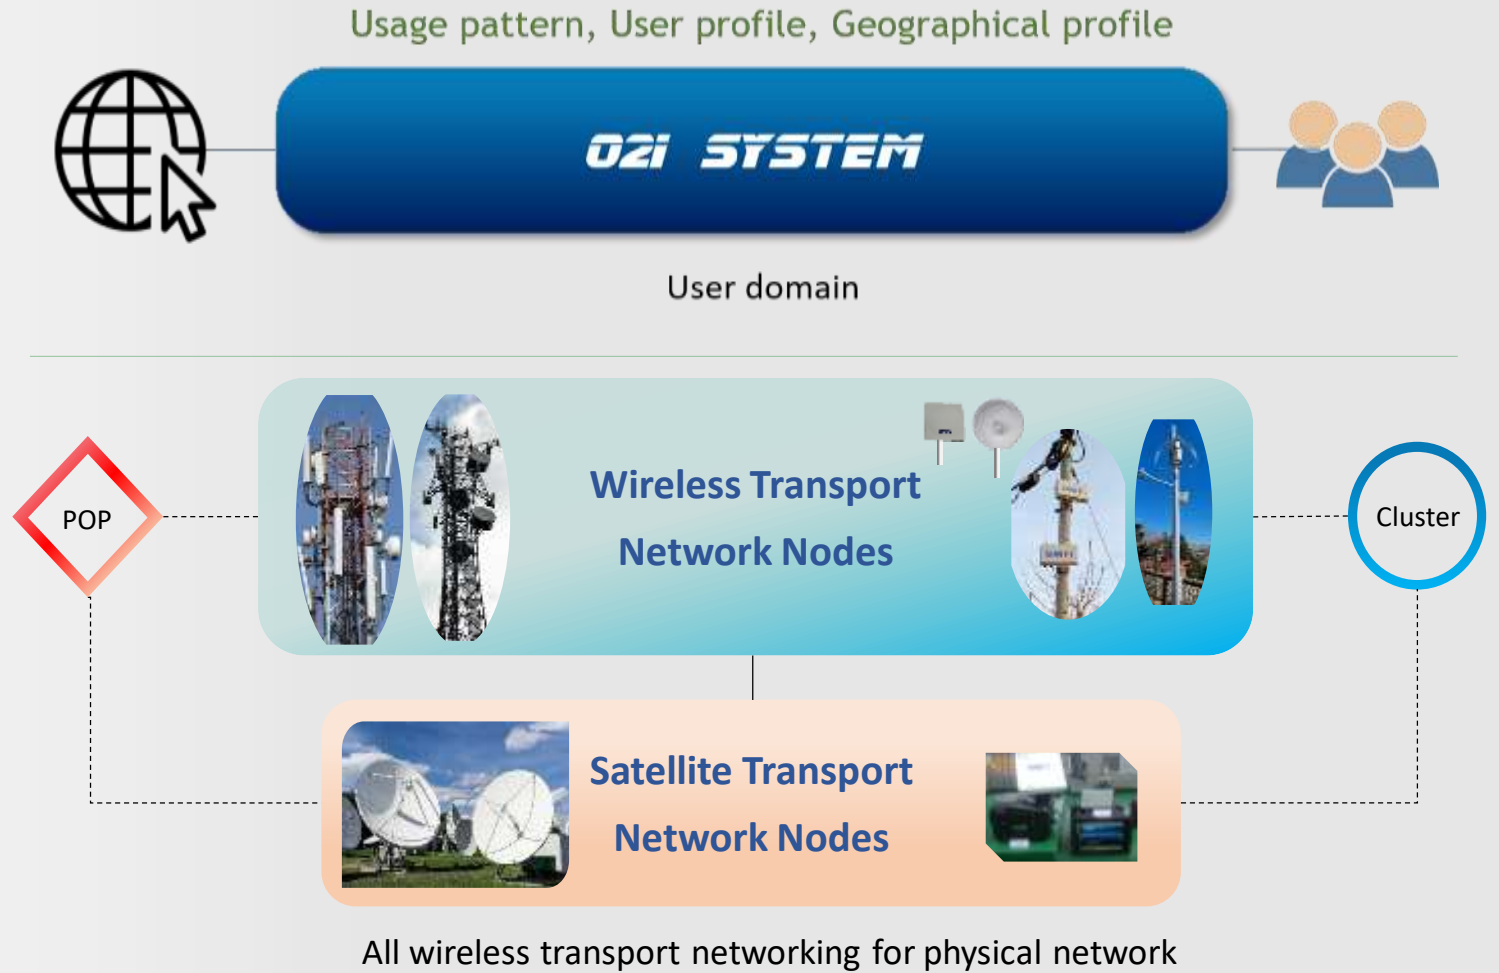 Usage pattern, User profile, Geographical profile
O2I SYSTEM
User domain
Wireless Transport
Network Nodes
POP
Cluster
Satellite Transport
Network Nodes
All wireless transport networking for physical network